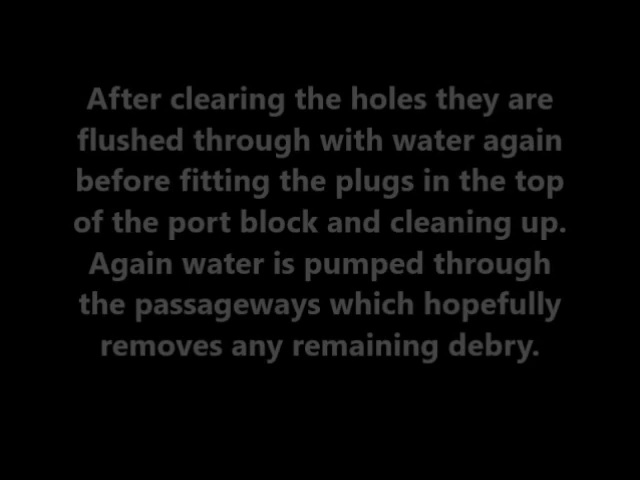 After clearing the holes they are
flushed through with water again
before fitting the plugs in the top
of the port block and cleaning up.
Again water is pumped through
the passageways which hopefully
removes any remaining debry.